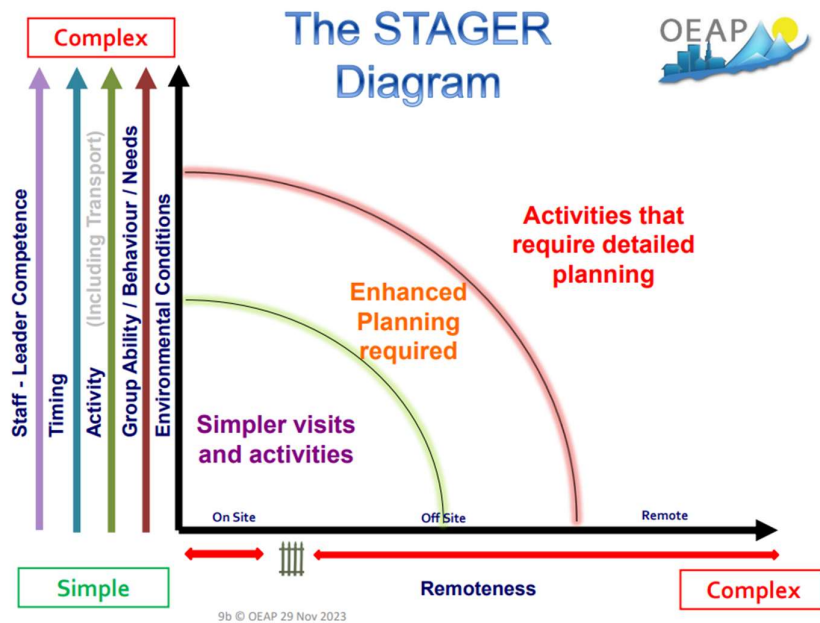 Complex
The STAGER
Diagram
OEAP
Staff - Leader Competence
Timing
Activity (Including Transport)
Group Ability / Behaviour / Needs
Environmental Conditions
Activities that
require detailed
planning
Enhanced
Planning
required
Simpler visits
and activities
On Site
Off Site
Remote
Simple
Remoteness
Complex
9b © OEAP 29 Nov 2023